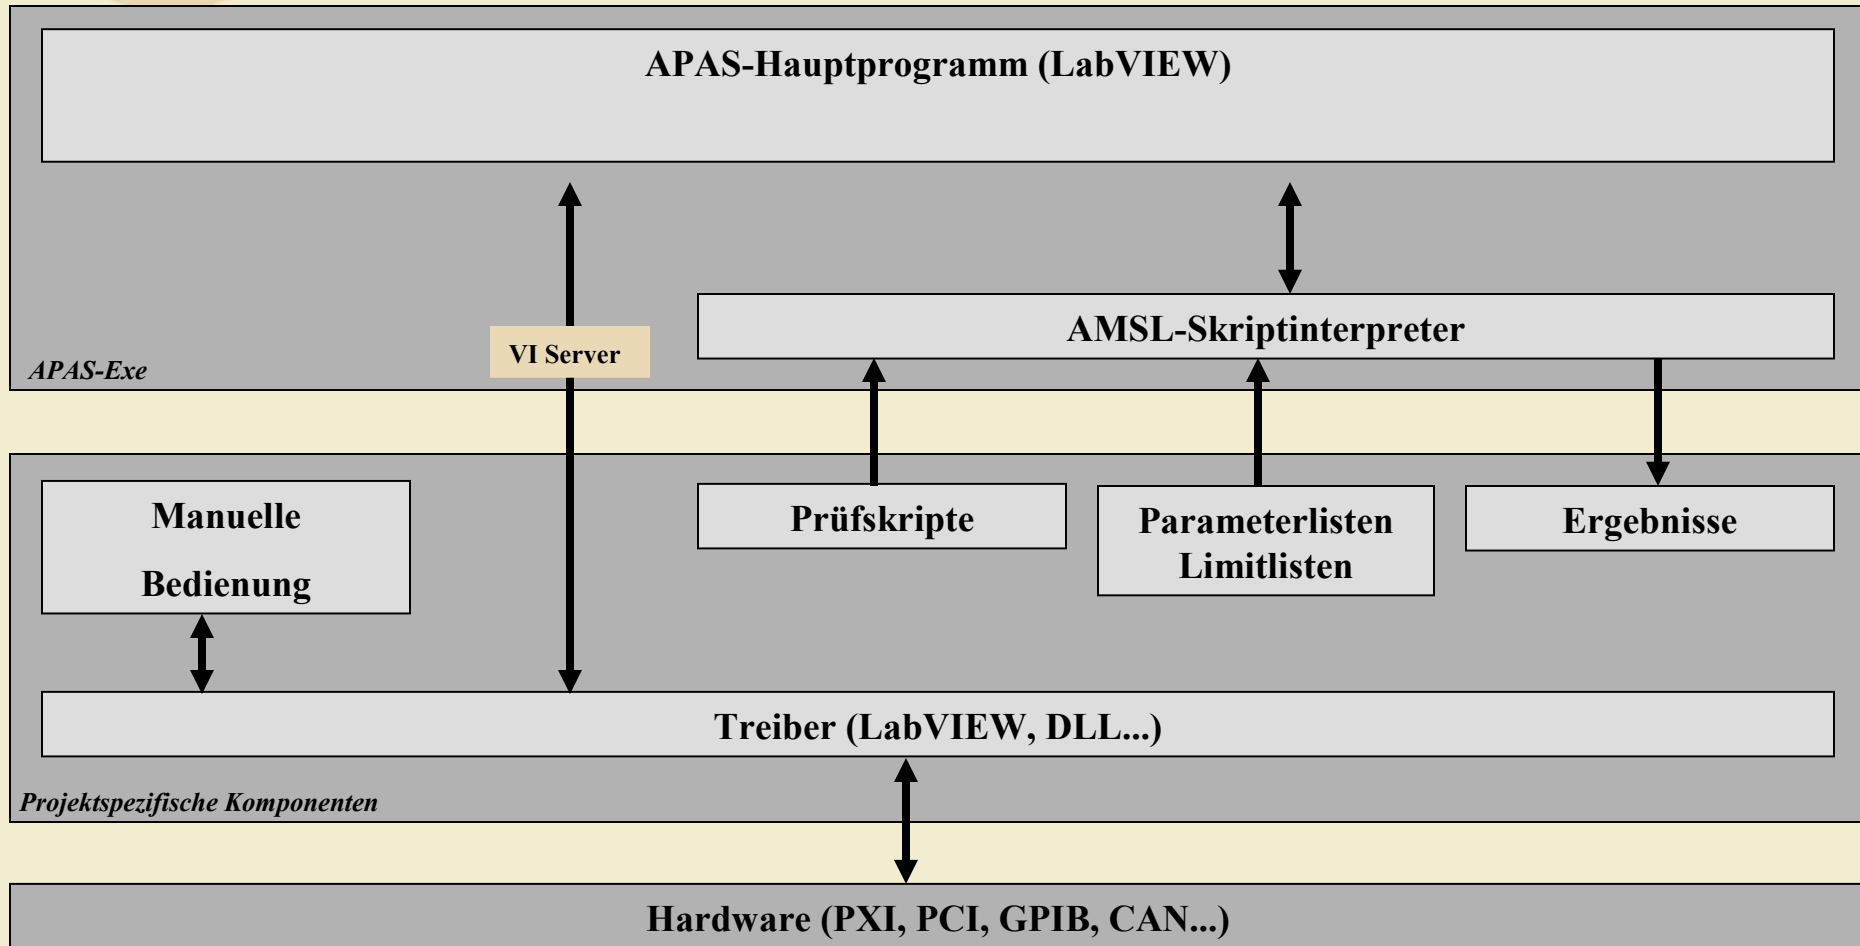 APAS-Hauptprogramm (LabVIEW)
AMSL-Skriptinterpreter
VI Server
APAS-Exe
Manuelle
Bedienung
Prüfskripte
Parameterlisten
Limitlisten
Ergebnisse
Treiber (LabVIEW, DLL...)
Projektspezifische Komponenten
Hardware (PXI, PCI, GPIB, CAN...)